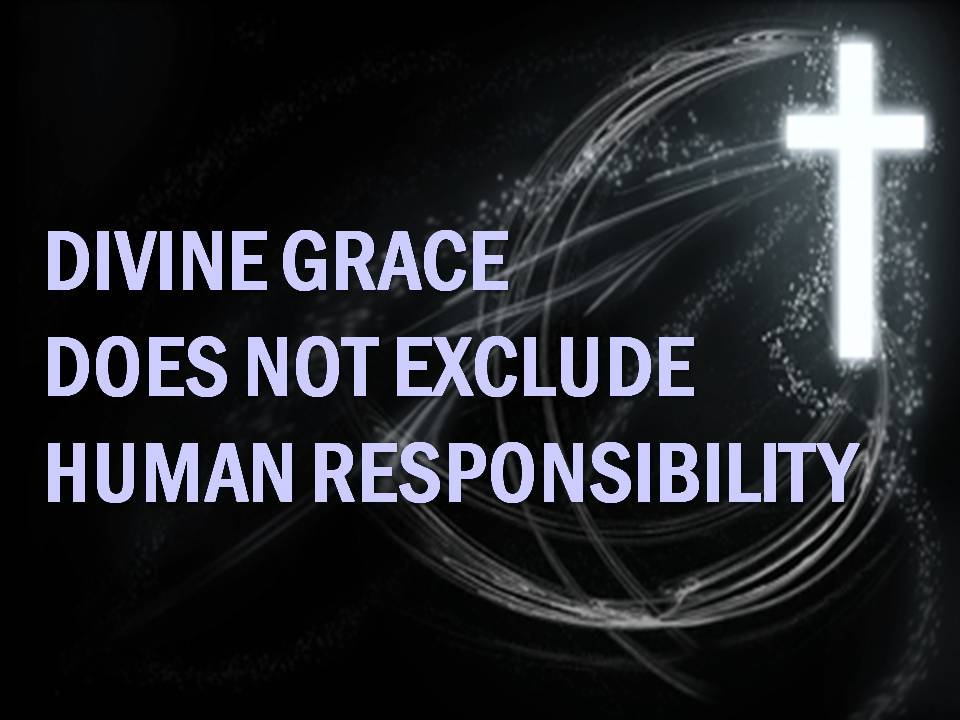 DIVINE GRACE
DOES NOT EXCLUDE
HUMAN RESPONSIBILITY